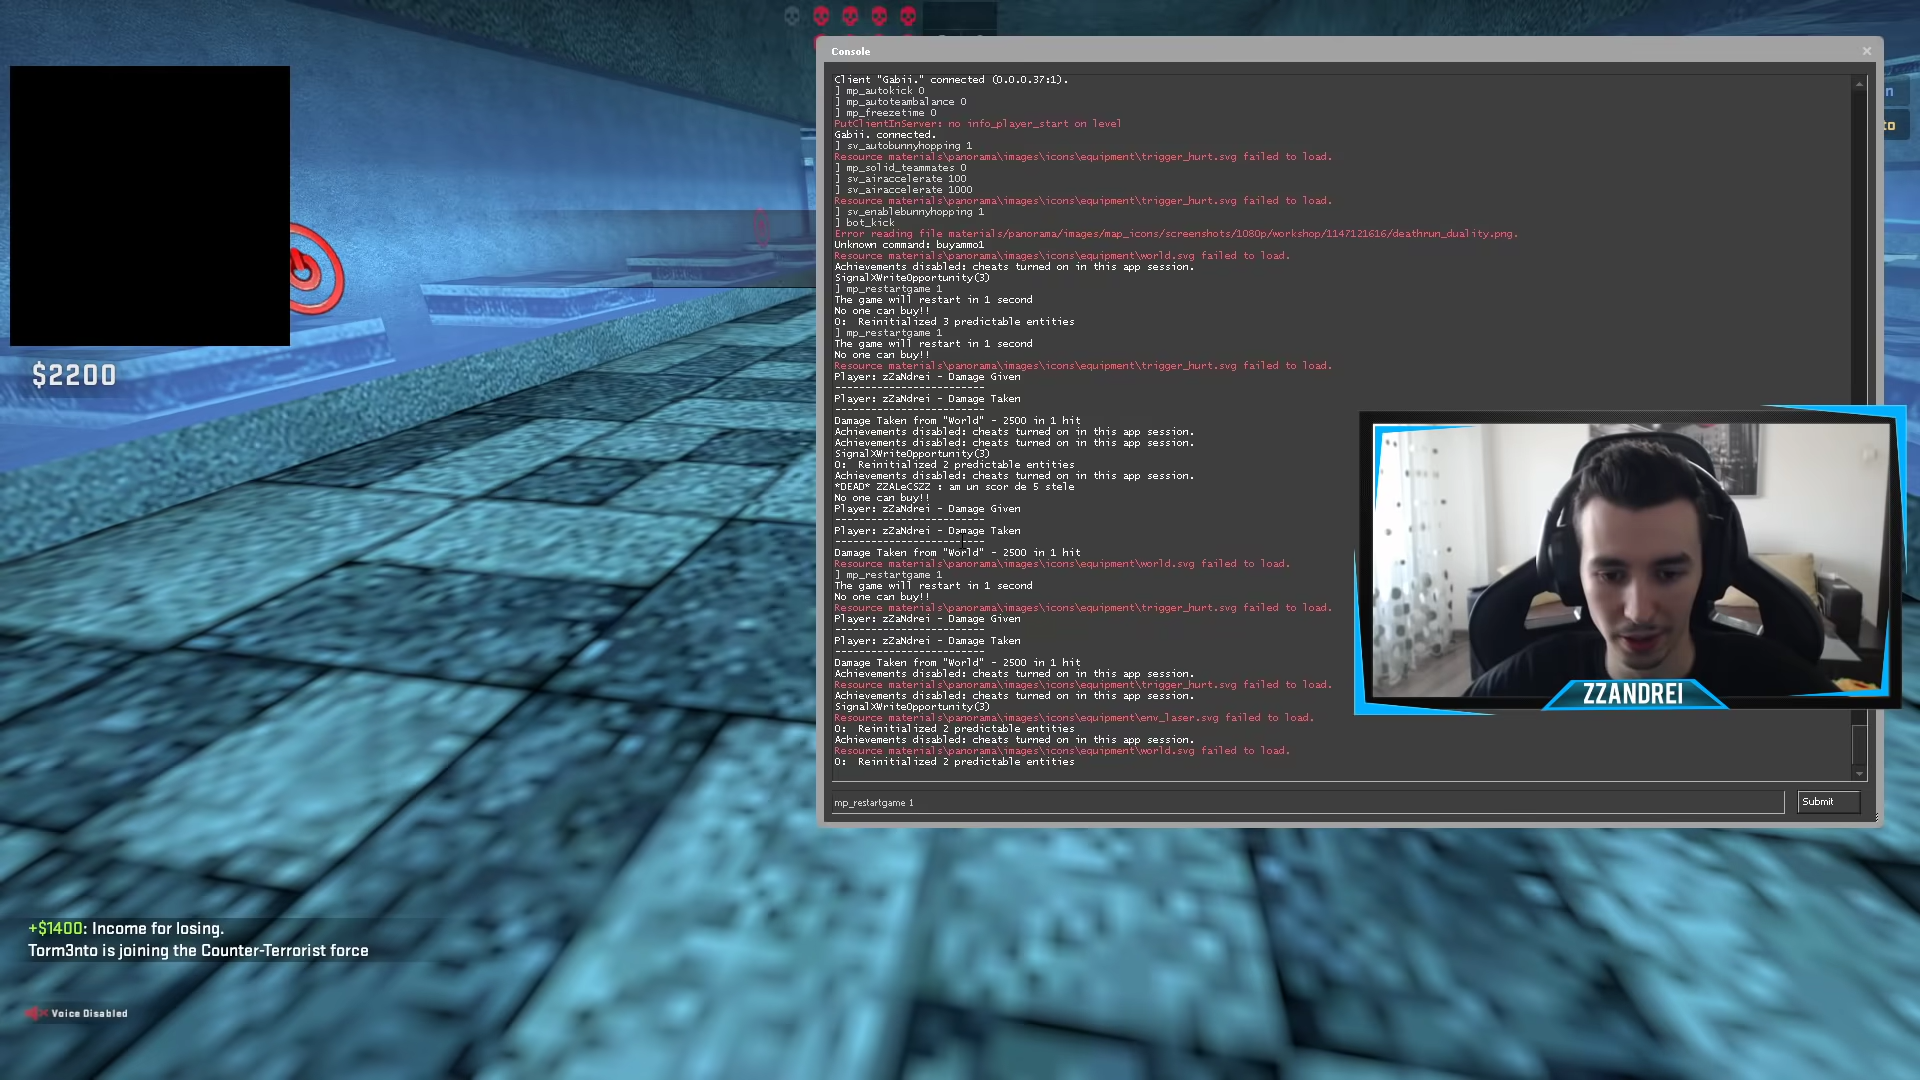 Console
Client "Gabii." connected (0.0.0.37:1).
] mp_autokick 0
] mp_autoteambalance 0
] mp_freezetime 0
PutClientInServer: no info_player_start on level
Gabii. connected.
] sv_autobunnyhopping 1
Resource materials\panorama\images\icons\equipment\trigger_hurt.svg failed to load.
] mp_solid_teammates 0
] sv_airaccelerate 100
] sv_airaccelerate 1000
Resource materials\panorama\images\icons\equipment\trigger_hurt.svg failed to load.
] sv_enablebunnyhopping 1
] bot_kick
Error reading file materials/panorama/images/map_icons/screenshots/1080p/workshop/1147121616/deathrun_duality.png.
Unknown command: buyammo1
Resource materials\panorama\images\icons\equipment\world.svg failed to load.
Achievements disabled: cheats turned on in this app session.
SignalXWriteOpportunity(3)
] mp_restartgame 1
The game will restart in 1 second
No one can buy!!
0:  Reinitialized 3 predictable entities
] mp_restartgame 1
The game will restart in 1 second
No one can buy!!
Resource materials\panorama\images\icons\equipment\trigger_hurt.svg failed to load.
Player: zZaNdrei - Damage Given
-------------------------
Player: zZaNdrei - Damage Taken
-------------------------
Damage Taken from "World" - 2500 in 1 hit
Achievements disabled: cheats turned on in this app session.
Achievements disabled: cheats turned on in this app session.
SignalXWriteOpportunity(3)
0:  Reinitialized 2 predictable entities
Achievements disabled: cheats turned on in this app session.
*DEAD* ZZALeCSZZ : am un scor de 5 stele
No one can buy!!
Player: zZaNdrei - Damage Given
-------------------------
Player: zZaNdrei - Damage Taken
-------------------------
Damage Taken from "World" - 2500 in 1 hit
Resource materials\panorama\images\icons\equipment\world.svg failed to load.
] mp_restartgame 1
The game will restart in 1 second
No one can buy!!
Resource materials\panorama\images\icons\equipment\trigger_hurt.svg failed to load.
Player: zZaNdrei - Damage Given
-------------------------
Player: zZaNdrei - Damage Taken
-------------------------
Damage Taken from "World" - 2500 in 1 hit
Achievements disabled: cheats turned on in this app session.
Resource materials\panorama\images\icons\equipment\trigger_hurt.svg failed to load.
Achievements disabled: cheats turned on in this app session.
SignalXWriteOpportunity(3)
Resource materials\panorama\images\icons\equipment\env_laser.svg failed to load.
0:  Reinitialized 2 predictable entities
Achievements disabled: cheats turned on in this app session.
Resource materials\panorama\images\icons\equipment\world.svg failed to load.
0:  Reinitialized 2 predictable entities
mp_restartgame 1
Submit
ZZANDREI
$2200
+$1400: Income for losing.
Torm3nto is joining the Counter-Terrorist force
Voice Disabled